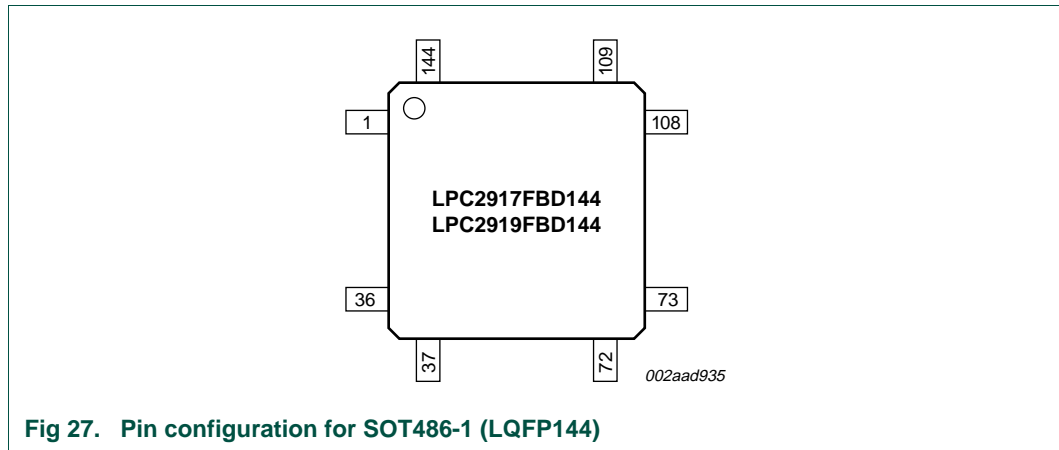 144
109
1
108
LPC2917FBD144
LPC2919FBD144
36
73
37
72
002aad935
Fig 27. Pin configuration for SOT486-1 (LQFP144)